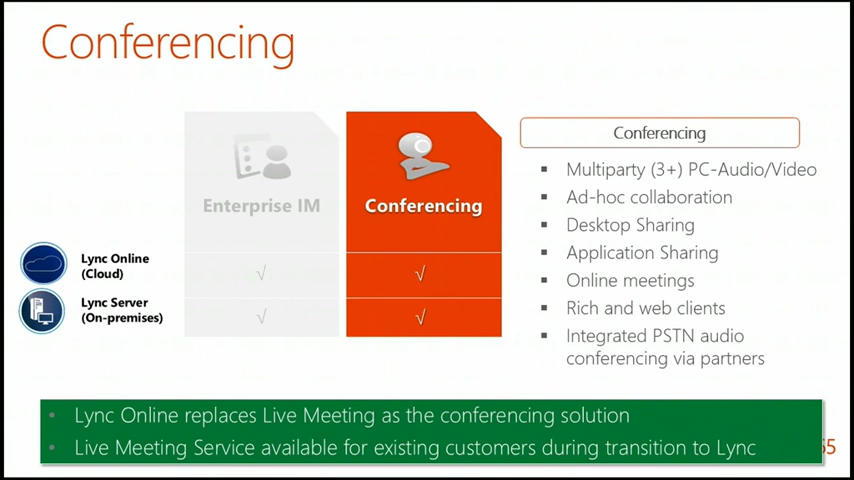 Conferencing
Enterprise IM
Conferencing
Lync Online
(Cloud)
√
√
Lync Server
(On-premises)
√
√
Conferencing
▪ Multiparty (3+) PC-Audio/Video
▪ Ad-hoc collaboration
▪ Desktop Sharing
▪ Application Sharing
▪ Online meetings
▪ Rich and web clients
▪ Integrated PSTN audio
conferencing via partners
• Lync Online replaces Live Meeting as the conferencing solution
• Live Meeting Service available for existing customers during transition to Lync